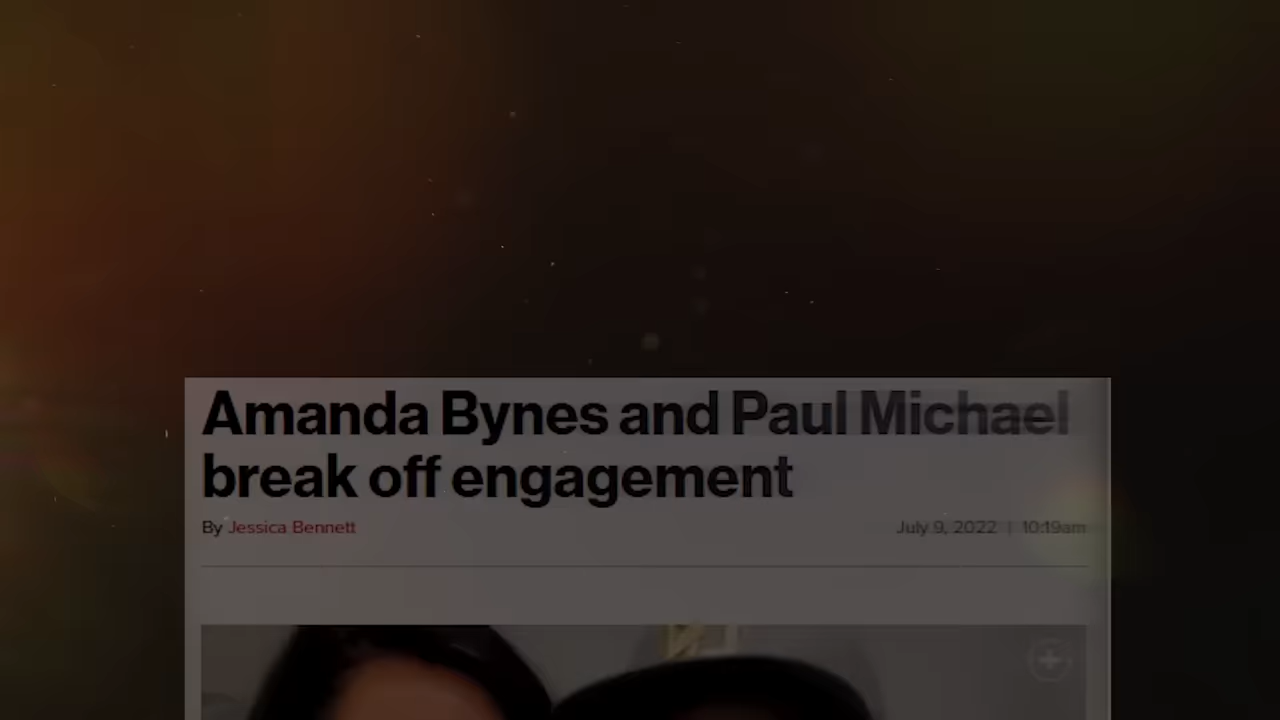 Amanda Bynes and Paul Michael
break off engagement
By Jessica Bennett July 9, 2022 | 10:19am